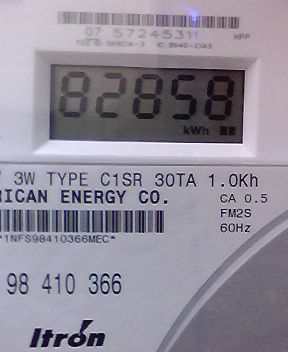 07 57245311 HPP
82858
kWh
3W TYPE C1SR 30TA 1.0Kh
RICAN ENERGY CO. CA 0.5
FM2S
*1NFS98410366MEC* 60Hz
98 410 366
Itron